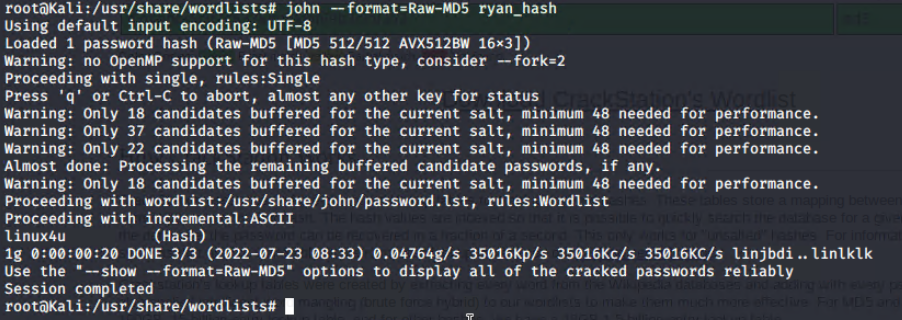 root@Kali:/usr/share/wordlists# john --format=Raw-MD5 ryan_hash
Using default input encoding: UTF-8
Loaded 1 password hash (Raw-MD5 [MD5 512/512 AVX512BW 16×3])
Warning: no OpenMP support for this hash type, consider --fork=2
Proceeding with single, rules:Single
Press 'q' or Ctrl-C to abort, almost any other key for status
CrackStation's Wordlist
Warning: Only 18 candidates buffered for the current salt, minimum 48 needed for performance.
Warning: Only 37 candidates buffered for the current salt, minimum 48 needed for performance.
Warning: Only 22 candidates buffered for the current salt, minimum 48 needed for performance.
Almost done: Processing the remaining buffered candidate passwords, if any.
Warning: Only 18 candidates buffered for the current salt, minimum 48 needed for performance.
Proceeding with wordlist:/usr/share/john/password.lst, rules:Wordlist
Proceeding with incremental:ASCII
linux4u (Hash)
1g 0:00:00:20 DONE 3/3 (2022-07-23 08:33) 0.04764g/s 35016Kp/s 35016Kc/s 35016KC/s linjbdi..linlklk
Use the "--show --format=Raw-MD5" options to display all of the cracked passwords reliably
Session completed
root@Kali:/usr/share/wordlists#